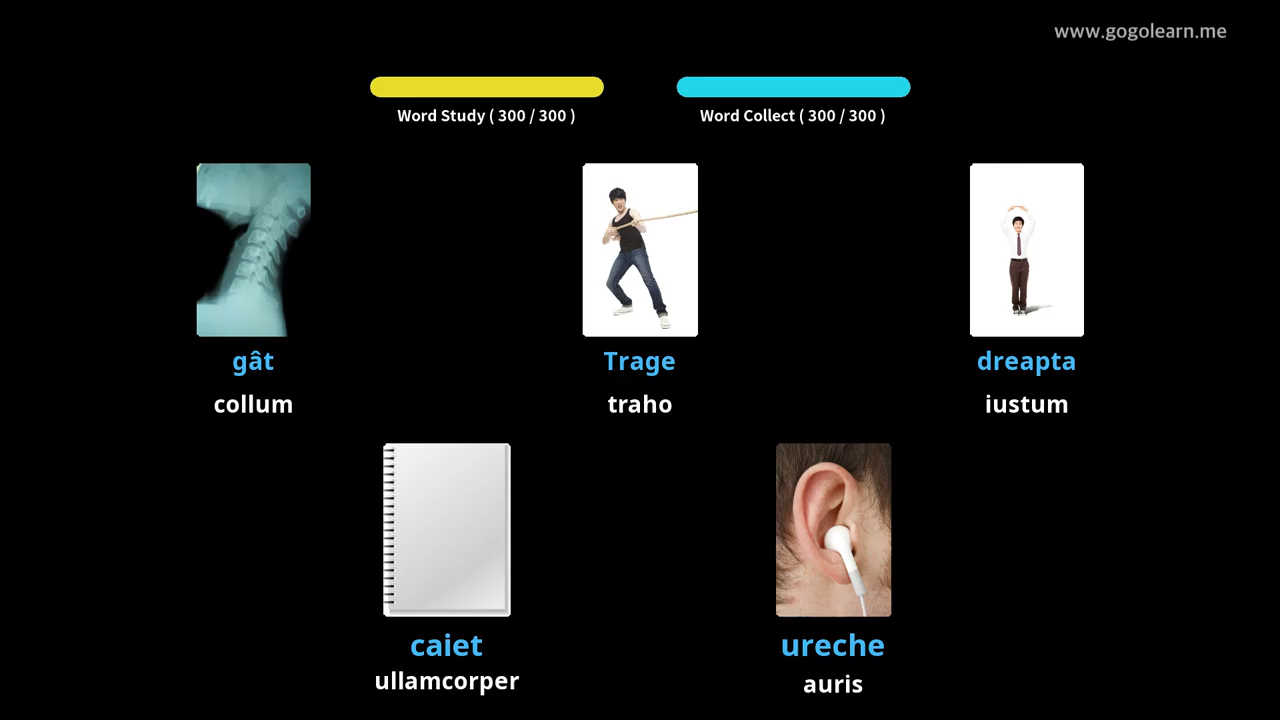 www.gogolearn.me
Word Study ( 300 / 300 )
Word Collect ( 300 / 300 )
gât
Trage
dreapta
collum
traho
iustum
caiet
ureche
ullamcorper
auris